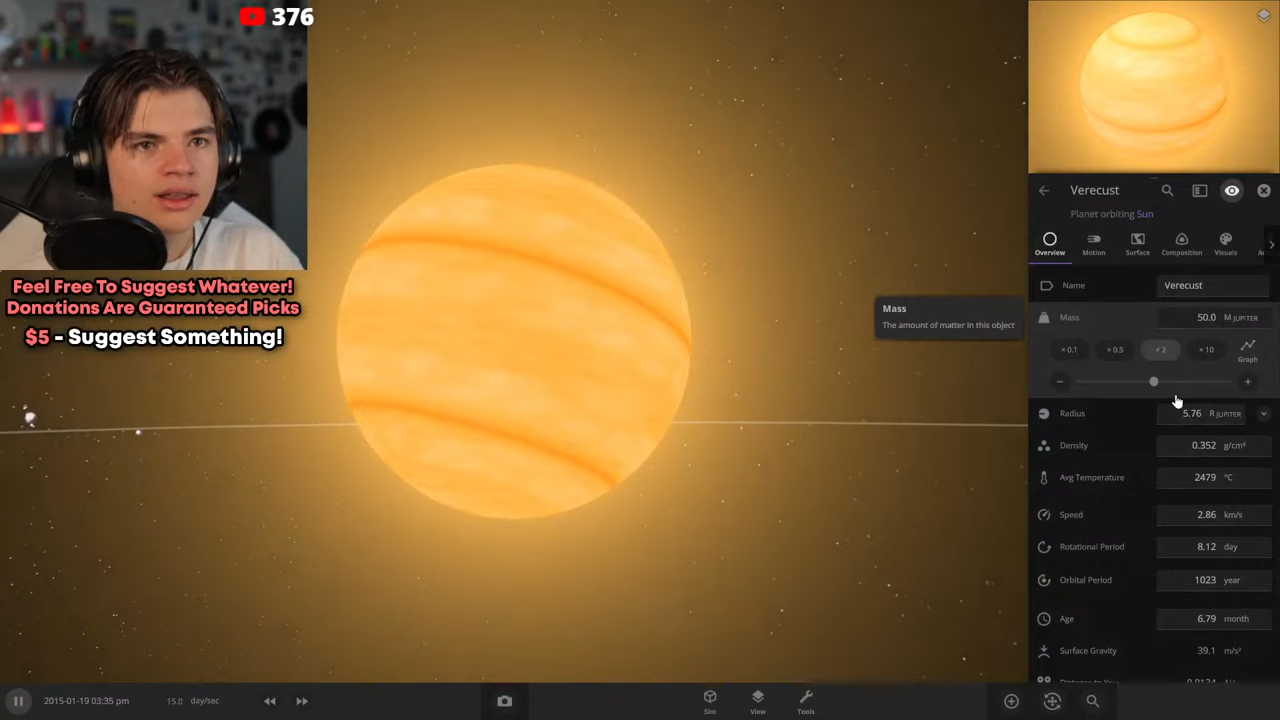 376
Feel Free To Suggest Whatever!
Donations Are Guaranteed Picks
$5 - Suggest Something!
Verecust
Planet orbiting Sun
Overview Motion Surface Composition Visuals
Name Verecust
Mass 50.0 M JUPITER
× 0.1 × 0.5 × 2 × 10 Graph
Mass
The amount of matter in this object
Radius 5.76 R JUPITER
Density 0.352 g/cm³
Avg Temperature 2479 °C
Speed 2.86 km/s
Rotational Period 8.12 day
Orbital Period 1023 year
Age 6.79 month
Surface Gravity 39.1 m/s²
2015-01-19 03:35 pm 15.0 day/sec
Sim View Tools